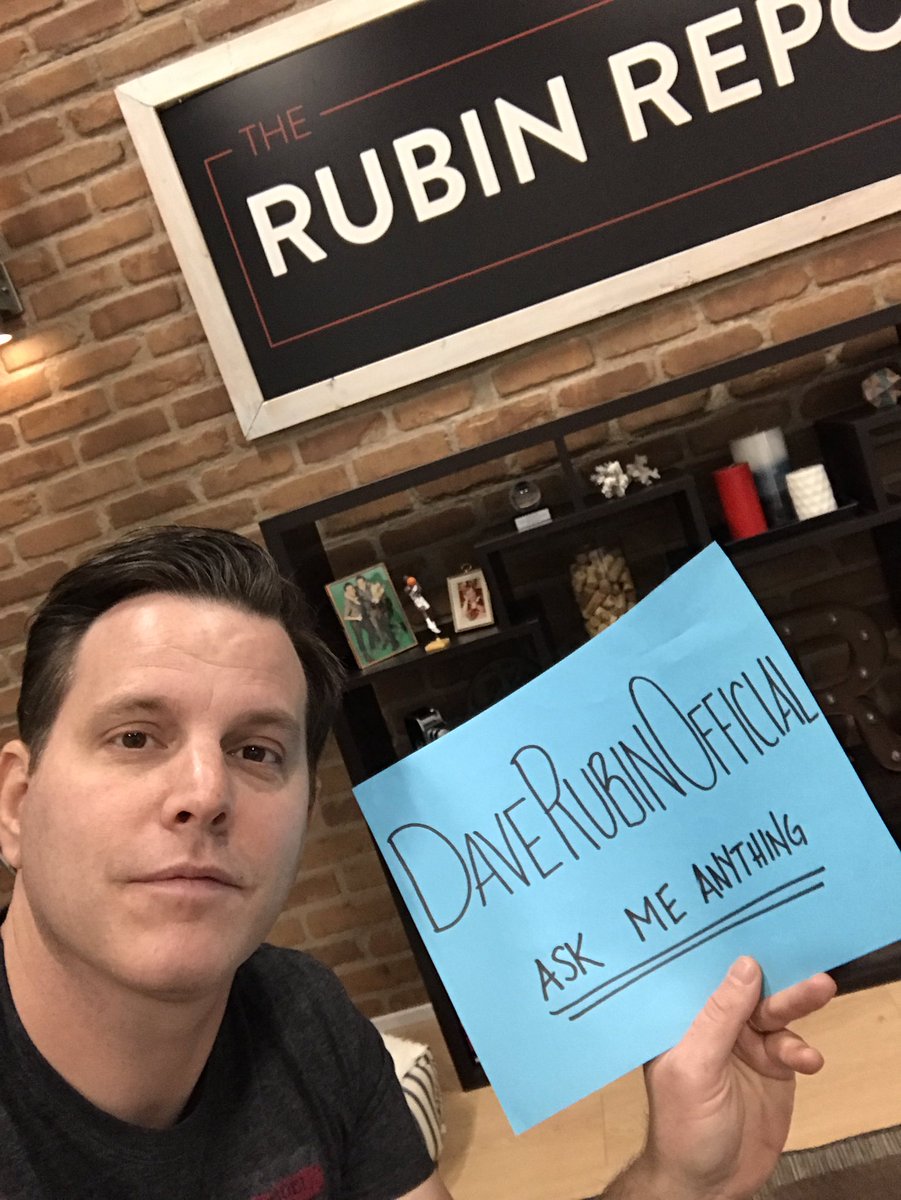 THE
RUBIN REPO
DAVERUBINOFFICIAL
ASK ME ANYTHING